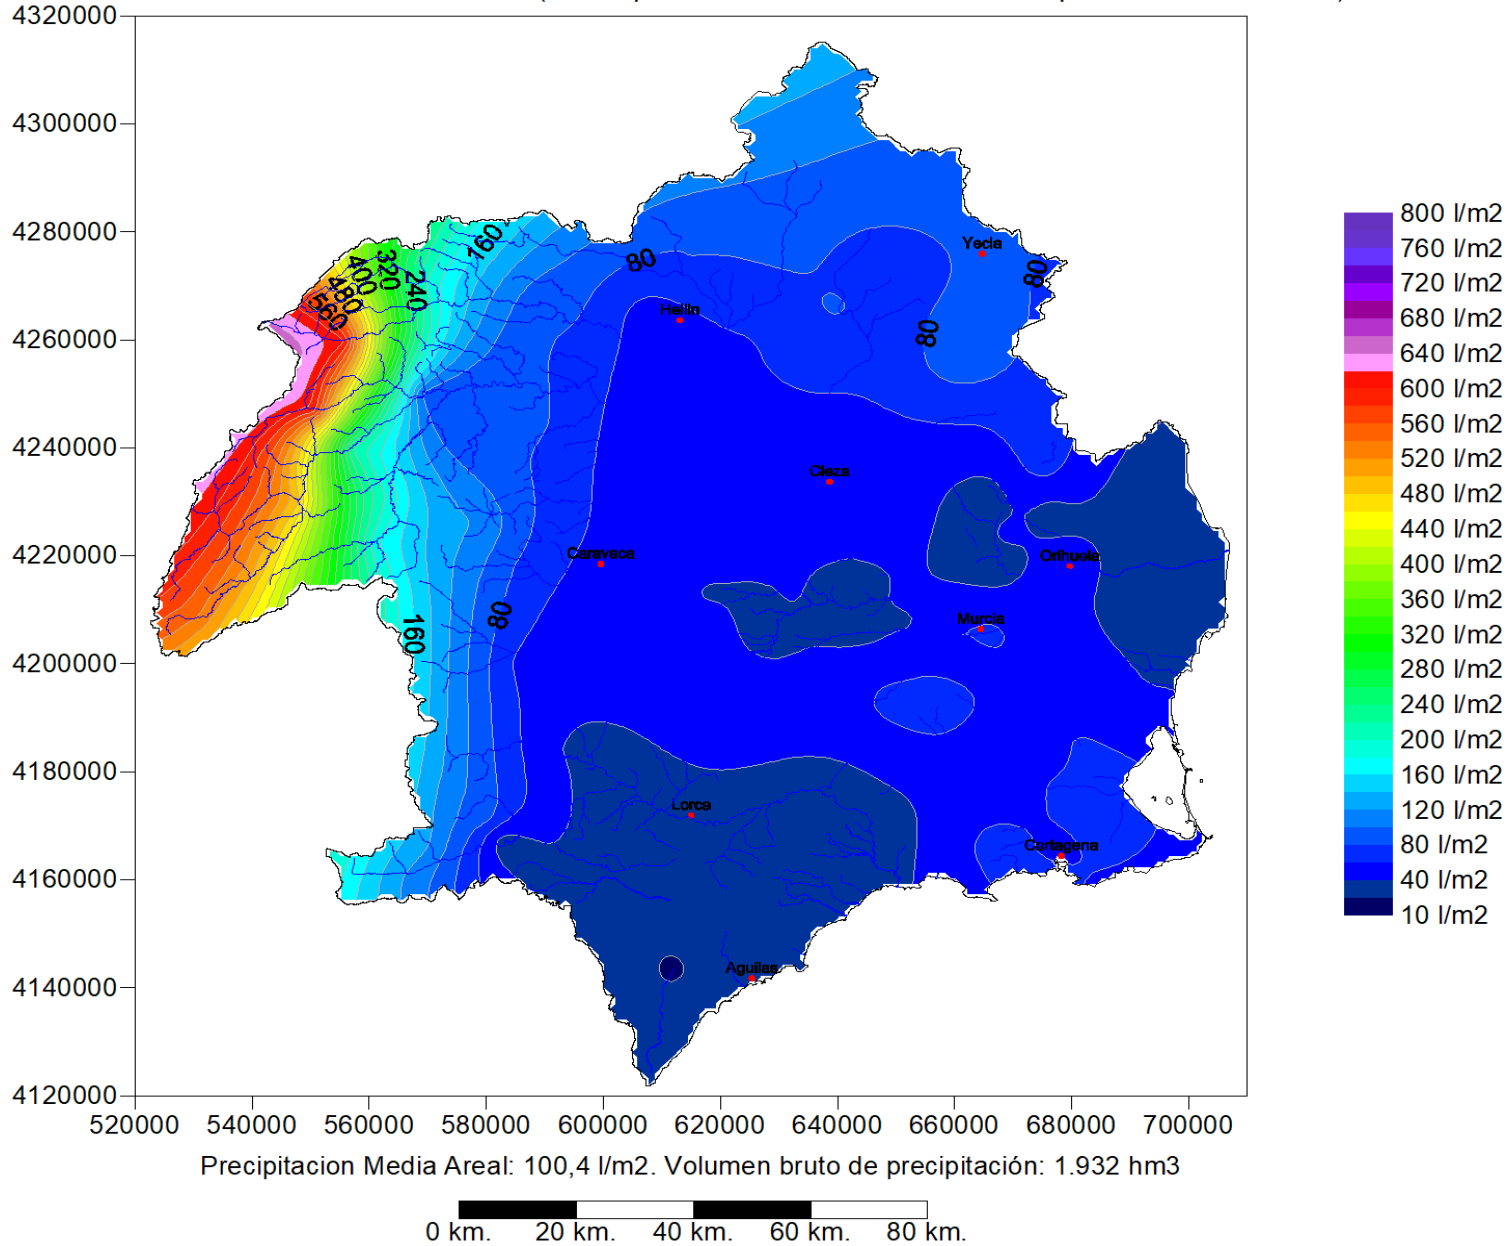 4320000
4300000
4280000
4260000
4240000
4220000
4200000
4180000
4160000
4140000
4120000
520000 540000 560000 580000 600000 620000 640000 660000 680000 700000
560
480
400
320
240
160
80
80
80
80
160
Yecla
Hellin
Cieza
Caravaca
Orihuela
Murcia
Lorca
Cartagena
Aguilas
800 l/m2
760 l/m2
720 l/m2
680 l/m2
640 l/m2
600 l/m2
560 l/m2
520 l/m2
480 l/m2
440 l/m2
400 l/m2
360 l/m2
320 l/m2
280 l/m2
240 l/m2
200 l/m2
160 l/m2
120 l/m2
80 l/m2
40 l/m2
10 l/m2
Precipitacion Media Areal: 100,4 l/m2. Volumen bruto de precipitación: 1.932 hm3
0 km. 20 km. 40 km. 60 km. 80 km.